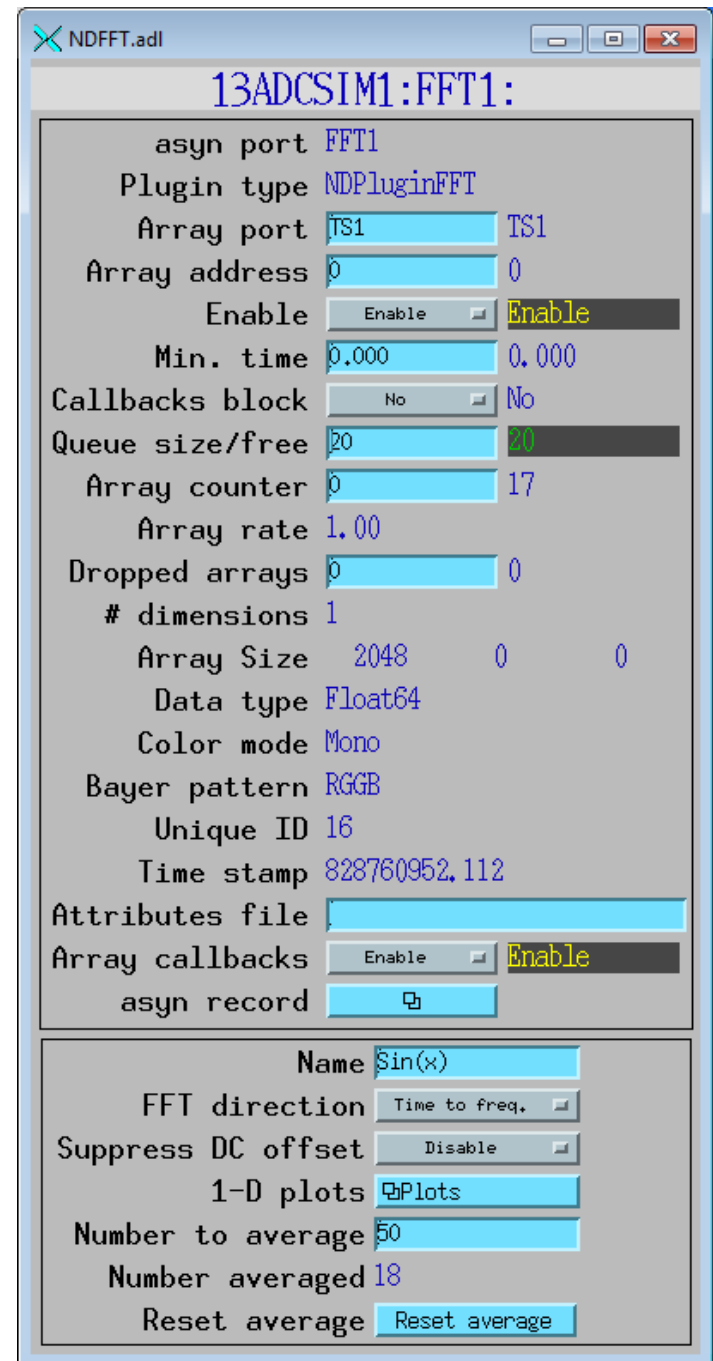 NDFFT.adl
13ADCSIM1:FFT1:
asyn port FFT1
Plugin type NDPluginFFT
Array port TS1 TS1
Array address 0 0
Enable Enable Enable
Min. time 0.000 0.000
Callbacks block No No
Queue size/free 20 20
Array counter 0 17
Array rate 1.00
Dropped arrays 0 0
# dimensions 1
Array Size 2048 0 0
Data type Float64
Color mode Mono
Bayer pattern RGGB
Unique ID 16
Time stamp 828760952.112
Attributes file
Array callbacks Enable Enable
asyn record
Name Sin(x)
FFT direction Time to freq.
Suppress DC offset Disable
1-D plots Plots
Number to average 50
Number averaged 18
Reset average Reset average